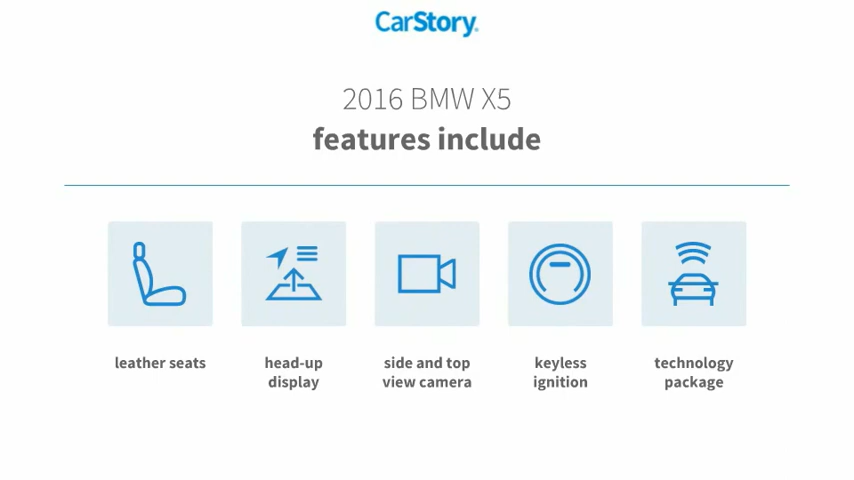 CarStory
2016 BMW X5
features include
leather seats
head-up
display
side and top
view camera
keyless
ignition
technology
package